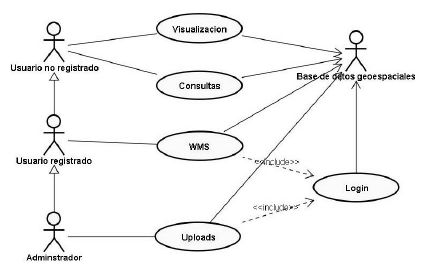 Visualizacion
Usuario no registrado
Base de datos geoespaciales
Consultas
Usuario registrado
WMS
<<include>>
Login
<<include>>
Adminstrador
Uploads